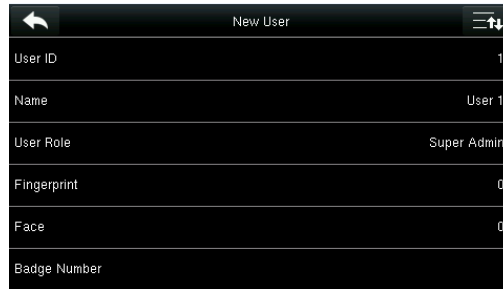 New User
User ID 1
Name User 1
User Role Super Admin
Fingerprint 0
Face 0
Badge Number